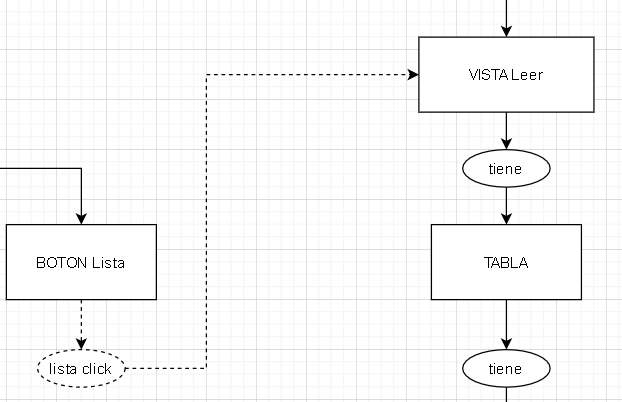 VISTA Leer
tiene
BOTON Lista
TABLA
lista click
tiene